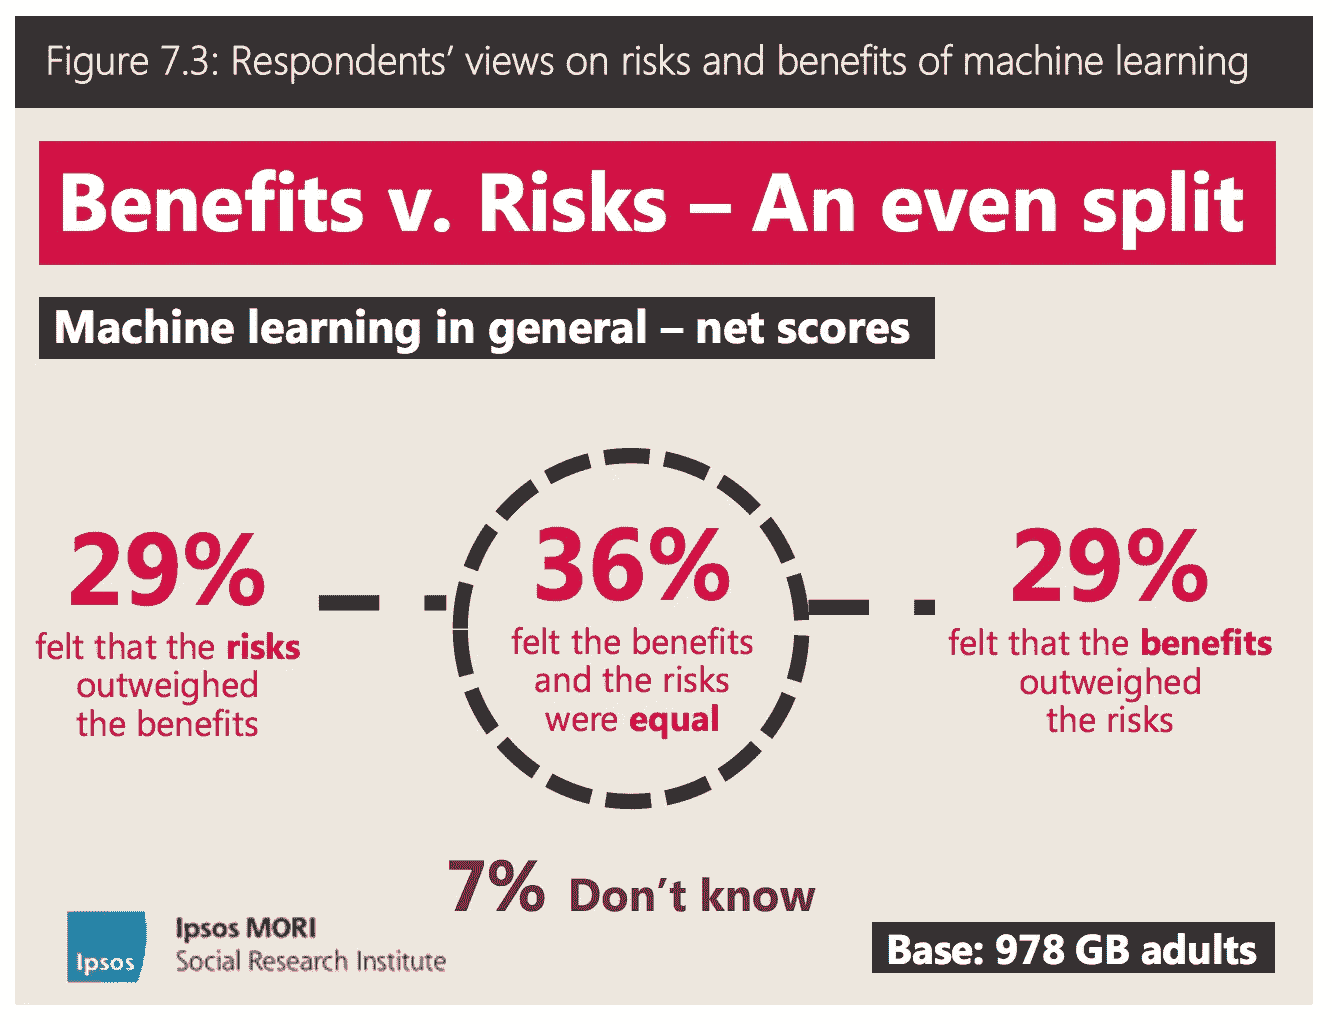 Figure 7.3: Respondents’ views on risks and benefits of machine learning
Benefits v. Risks – An even split
Machine learning in general – net scores
29%
felt that the risks
outweighed
the benefits
36%
felt the benefits
and the risks
were equal
29%
felt that the benefits
outweighed
the risks
7% Don’t know
Ipsos
Ipsos MORI
Social Research Institute
Base: 978 GB adults